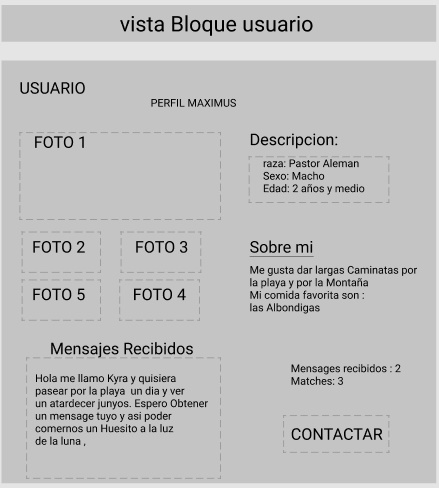 vista Bloque usuario
USUARIO
PERFIL MAXIMUS
FOTO 1
Descripcion:
raza: Pastor Aleman
Sexo: Macho
Edad: 2 años y medio
FOTO 2
FOTO 3
FOTO 5
FOTO 4
Sobre mi
Me gusta dar largas Caminatas por
la playa y por la Montaña
Mi comida favorita son :
las Albondigas
Mensajes Recibidos
Hola me llamo Kyra y quisiera
pasear por la playa un dia y ver
un atardecer junyos. Espero Obtener
un mensage tuyo y asi poder
comernos un Huesito a la luz
de la luna ,
Mensages recibidos : 2
Matches: 3
CONTACTAR